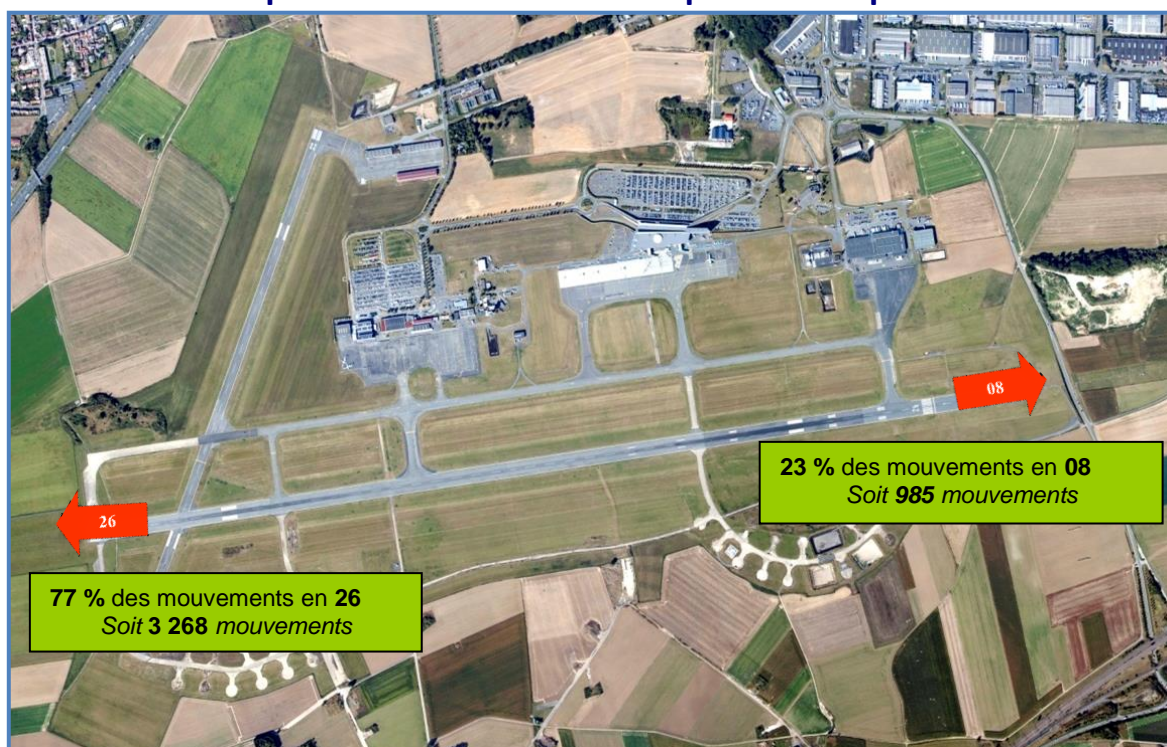 08
23 % des mouvements en 08
Soit 985 mouvements
26
77 % des mouvements en 26
Soit 3 268 mouvements